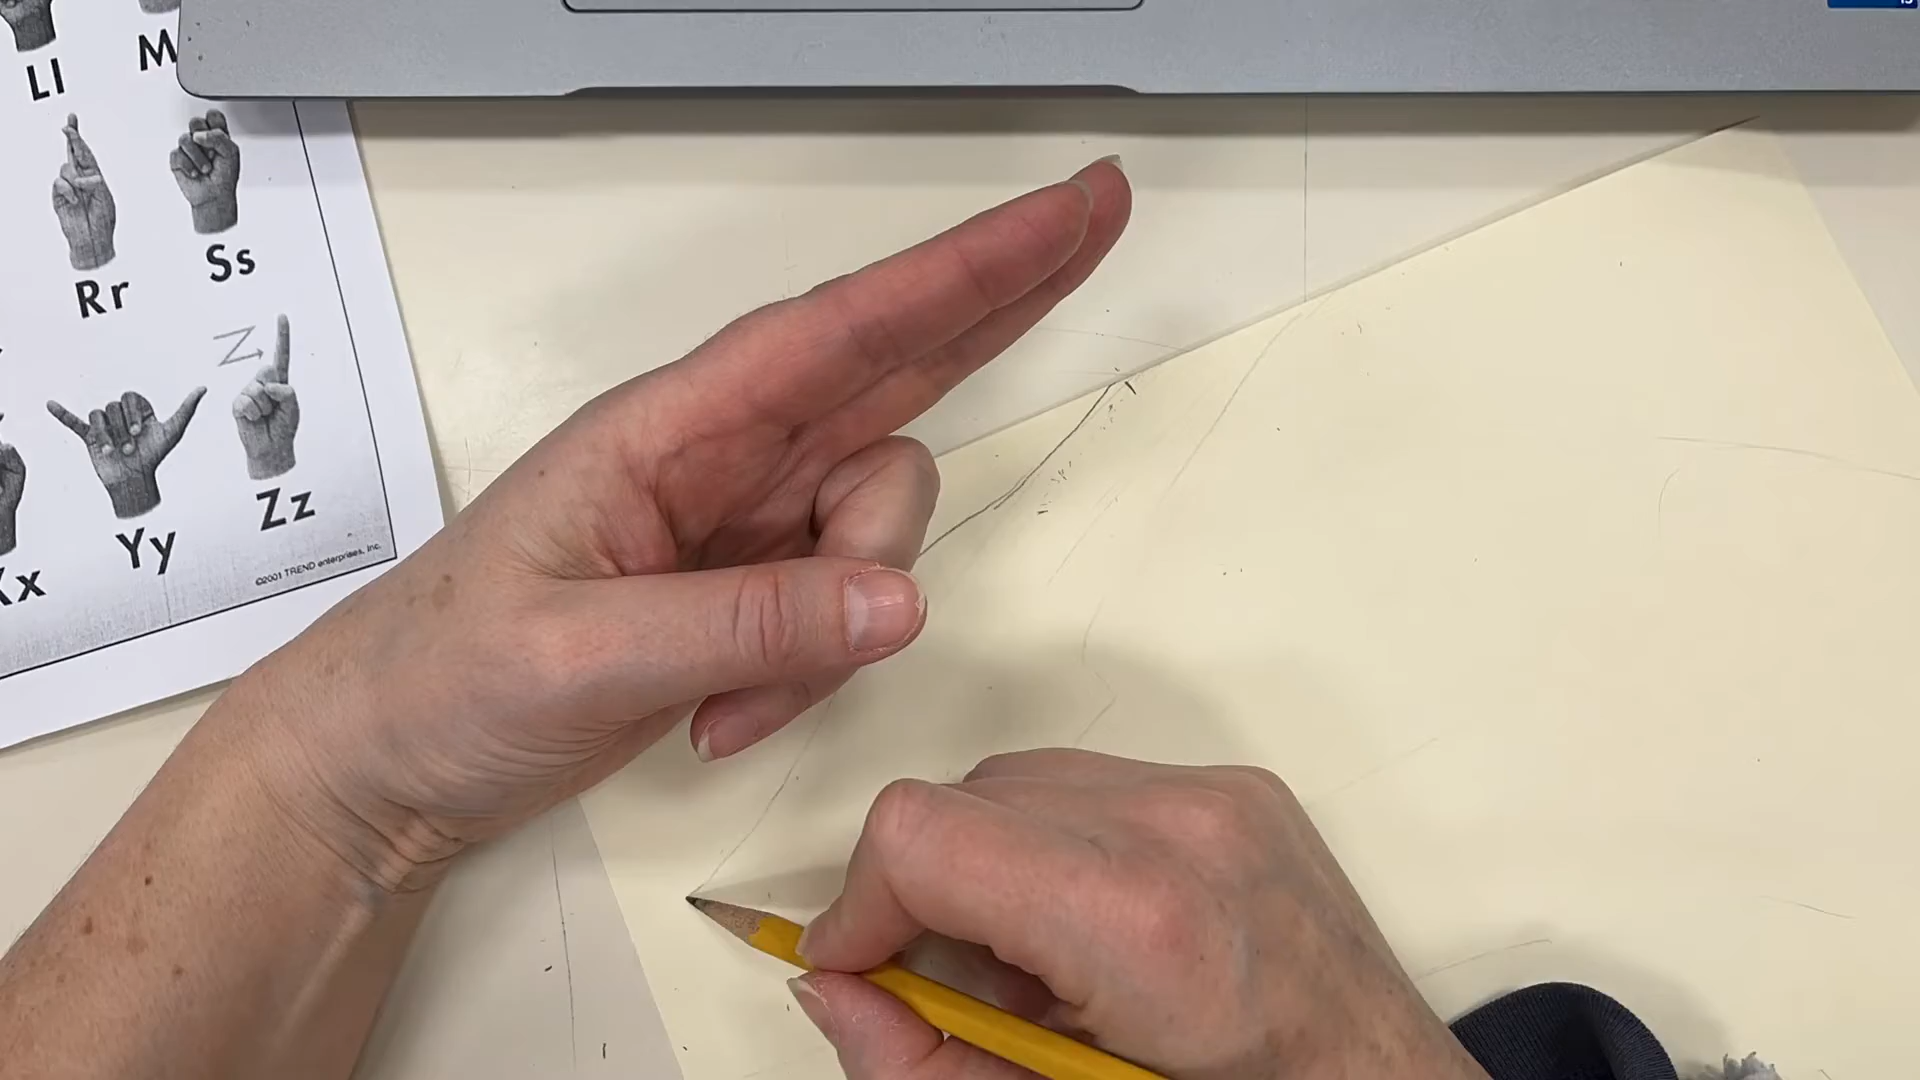 Ll M
Rr Ss
Xx Yy Zz
Z
©2001 TREND enterprises, Inc.